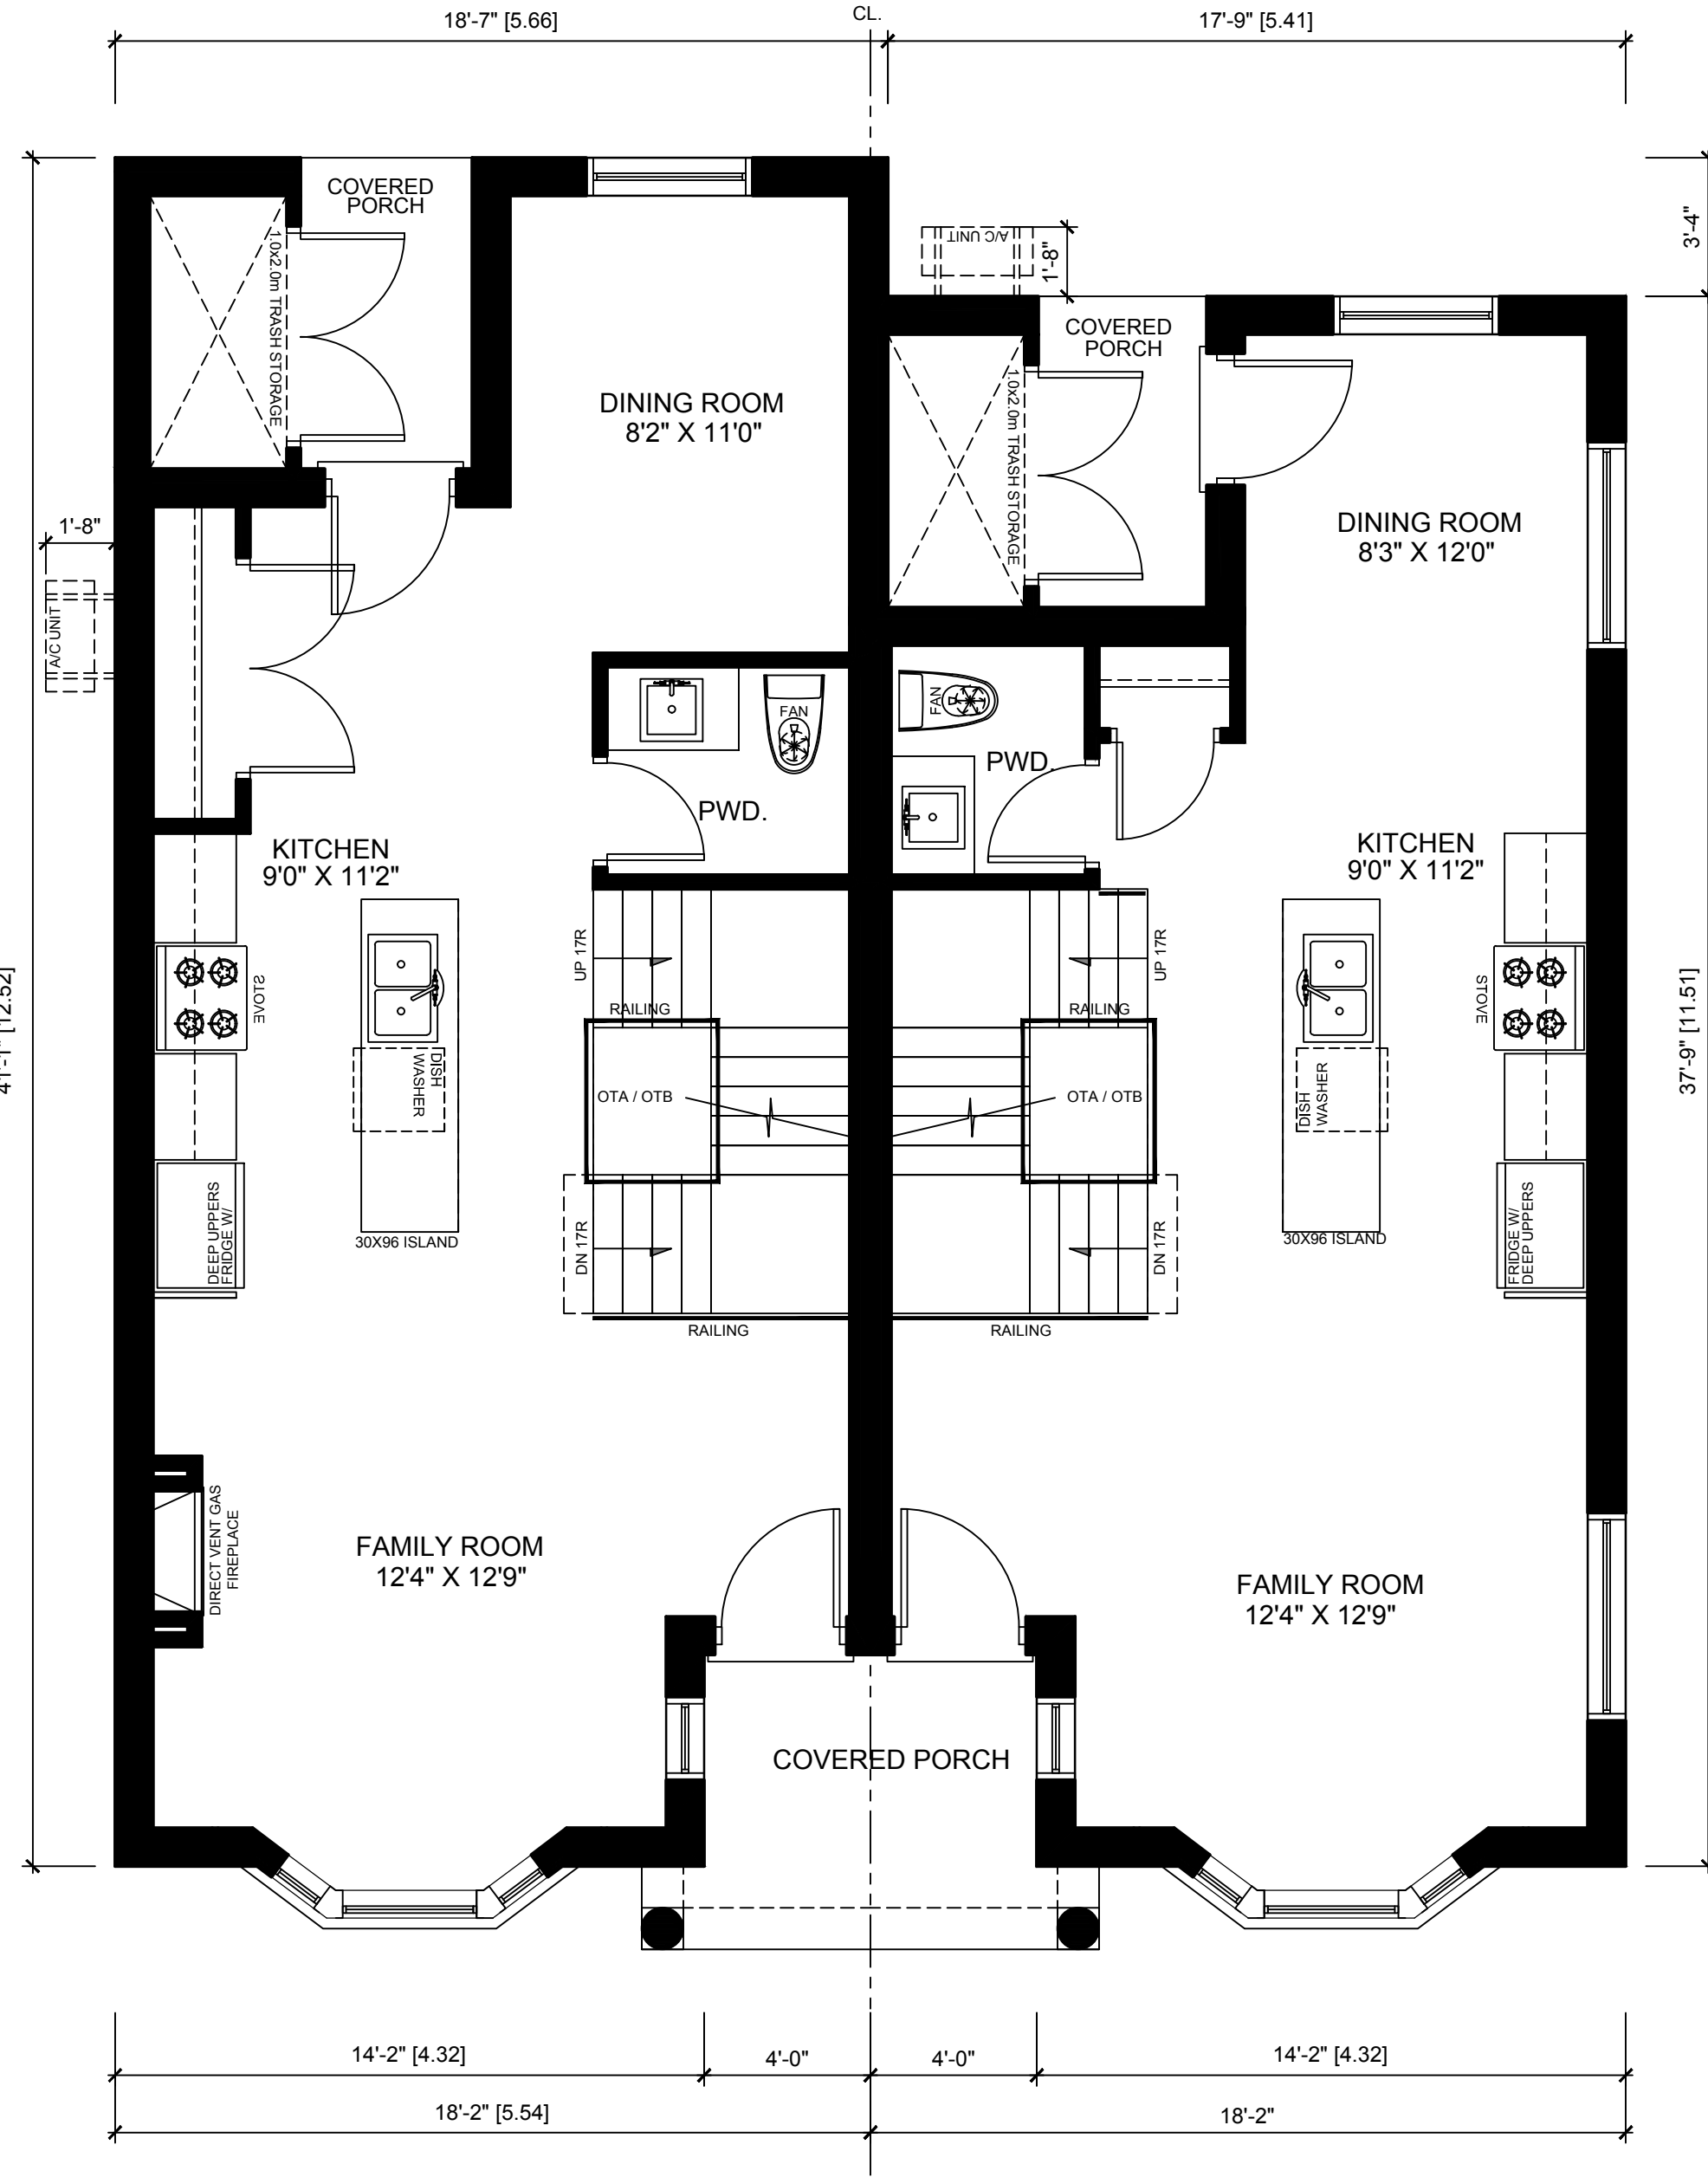 18'-7" [5.66]
CL.
17'-9" [5.41]
COVERED
PORCH
1.0x2.0m TRASH STORAGE
3'-4"
A/C UNIT
1'-8"
COVERED
PORCH
1.0x2.0m TRASH STORAGE
DINING ROOM
8'2" X 11'0"
1'-8"
A/C UNIT
DINING ROOM
8'3" X 12'0"
FAN
PWD.
FAN
PWD.
KITCHEN
9'0" X 11'2"
KITCHEN
9'0" X 11'2"
UP 17R
UP 17R
STOVE
STOVE
RAILING
RAILING
41'-1" [12.52]
37'-9" [11.51]
DISH
WASHER
OTA / OTB
OTA / OTB
DISH
WASHER
DEEP UPPERS
FRIDGE W/
30X96 ISLAND
DN 17R
DN 17R
30X96 ISLAND
FRIDGE W/
DEEP UPPERS
RAILING
RAILING
DIRECT VENT GAS
FIREPLACE
FAMILY ROOM
12'4" X 12'9"
FAMILY ROOM
12'4" X 12'9"
COVERED PORCH
14'-2" [4.32]
4'-0"
4'-0"
14'-2" [4.32]
18'-2" [5.54]
18'-2"